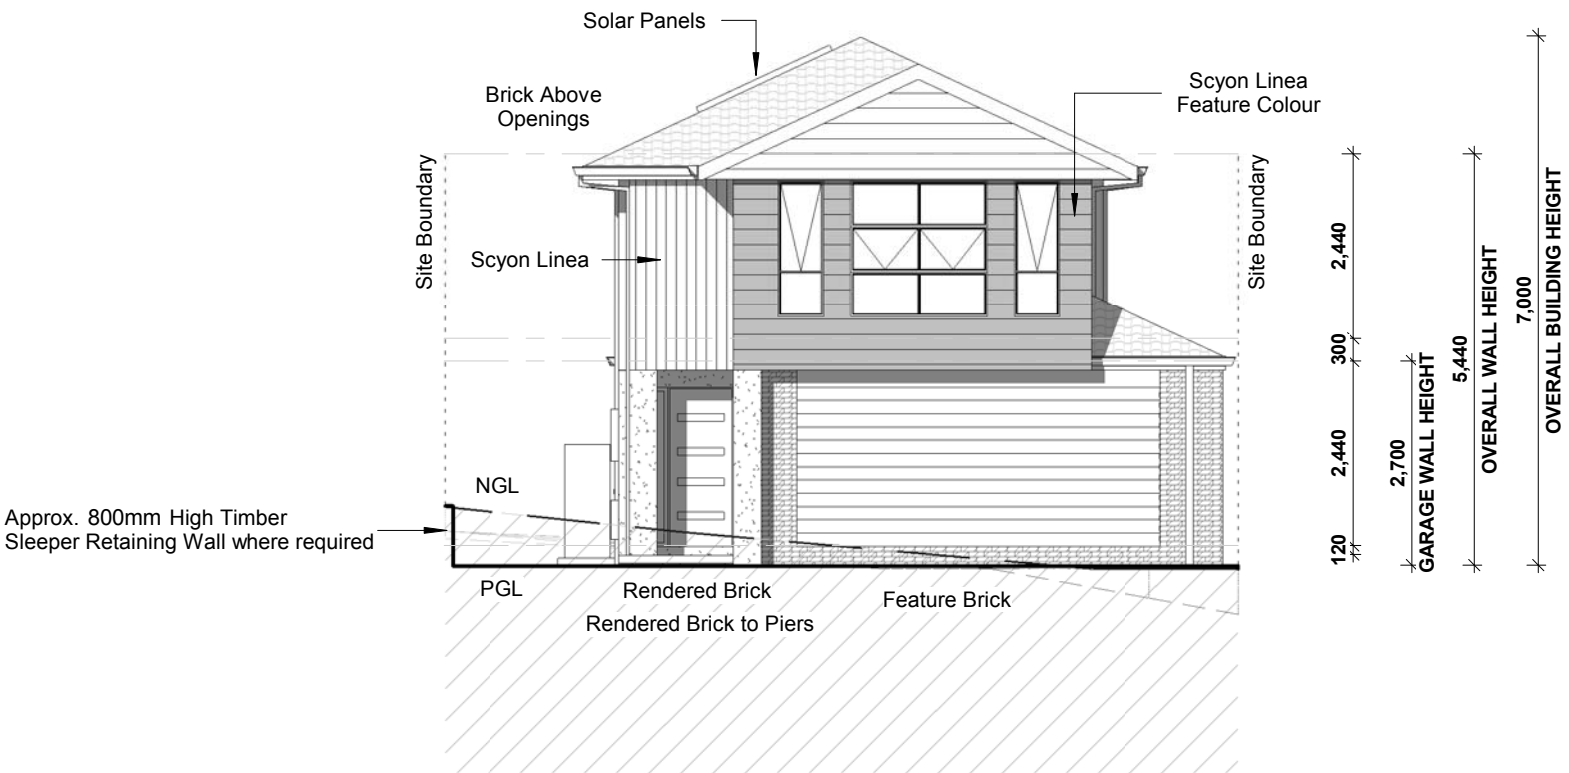 Solar Panels
Brick Above
Openings
Scyon Linea
Feature Colour
Site Boundary
Scyon Linea
Site Boundary
2,440
300
2,440
120
2,700
GARAGE WALL HEIGHT
5,440
OVERALL WALL HEIGHT
7,000
OVERALL BUILDING HEIGHT
NGL
Approx. 800mm High Timber
Sleeper Retaining Wall where required
PGL
Rendered Brick
Rendered Brick to Piers
Feature Brick